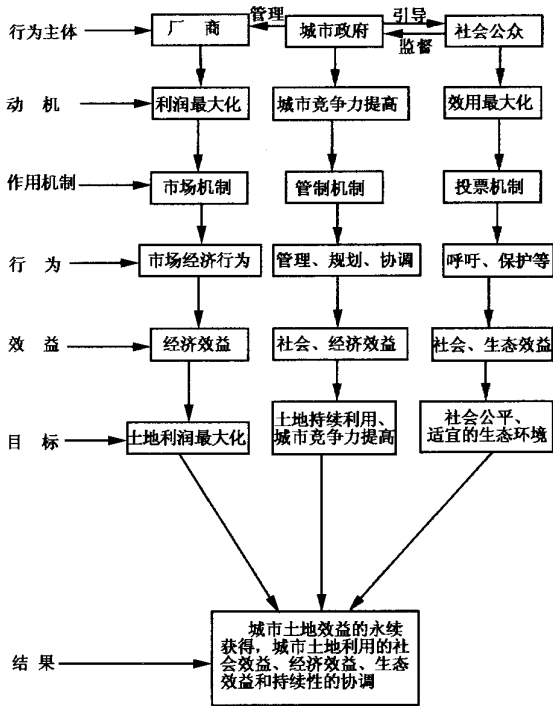 管理
引导
行为主体
厂 商
城市政府
社会公众
监督
动 机
利润最大化
城市竞争力提高
效用最大化
作用机制
市场机制
管制机制
投票机制
行 为
市场经济行为
管理、规划、协调
呼吁、保护等
效 益
经济效益
社会、经济效益
社会、生态效益
目 标
土地利润最大化
土地持续利用、
城市竞争力提高
社会公平、
适宜的生态环境
结 果
城市土地效益的永续
获得，城市土地利用的社
会效益、经济效益、生态
效益和持续性的协调